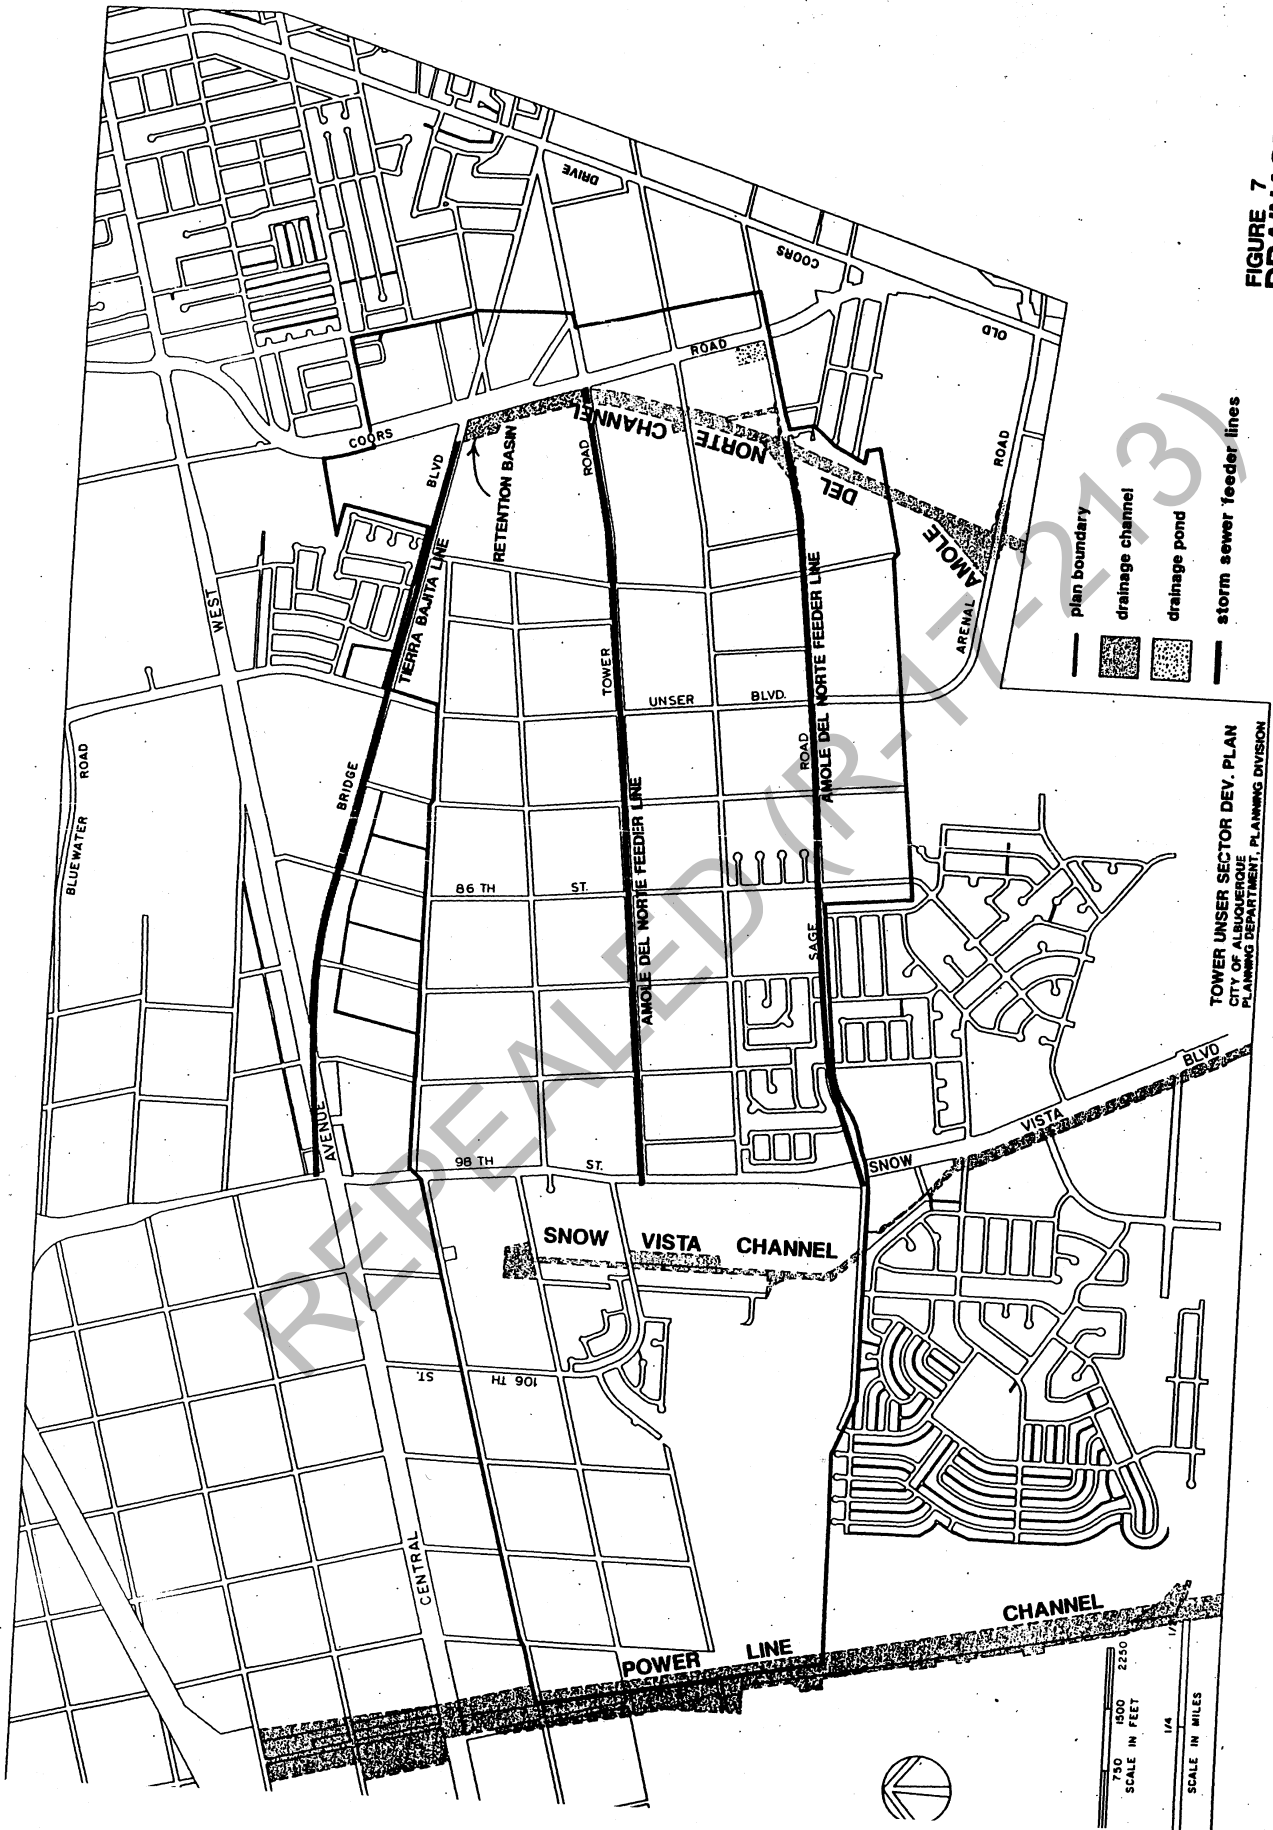 FIGURE 7
TOWER UNSER SECTOR DEV. PLAN
CITY OF ALBUQUERQUE
PLANNING DEPARTMENT, PLANNING DIVISION
plan boundary
drainage channel
drainage pond
storm sewer feeder lines
REPEALED (R-17-213)
DRIVE
COORS
OLD
COORS
ROAD
COORS
BLVD
RETENTION BASIN
ROAD
AMOLE DEL NORTE CHANNEL
ROAD
ARENAL
WEST
TIERRA BAJITA LINE
TOWER
UNSER BLVD.
BLUEWATER ROAD
BRIDGE
AMOLE DEL NORTE FEEDER LINE
ROAD
AMOLE DEL NORTE FEEDER LINE
86 TH ST.
SAGE
AVENUE
98 TH ST.
SNOW
VISTA
BLVD
SNOW VISTA CHANNEL
106 TH ST.
CENTRAL
POWER LINE CHANNEL
750 1500 2250
SCALE IN FEET
1/4
SCALE IN MILES